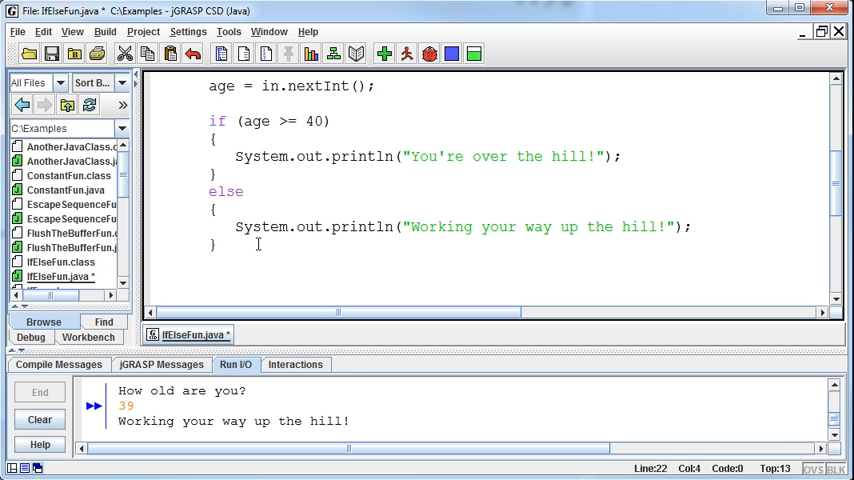 File: IfElseFun.java * C:\Examples - jGRASP CSD (Java)
File Edit View Build Project Settings Tools Window Help
All Files Sort B...
C:\Examples
AnotherJavaClass.c
AnotherJavaClass.ja
ConstantFun.class
ConstantFun.java
EscapeSequenceFu
EscapeSequenceFu
FlushTheBufferFun.c
FlushTheBufferFun.j
IfElseFun.class
IfElseFun.java *
Browse Find
Debug Workbench
age = in.nextInt();
if (age >= 40)
{
System.out.println("You're over the hill!");
}
else
{
System.out.println("Working your way up the hill!");
}
IfElseFun.java *
Compile Messages jGRASP Messages Run I/O Interactions
End
Clear
Help
How old are you?
39
Working your way up the hill!
Line:22 Col:4 Code:0 Top:13 OVS BLK